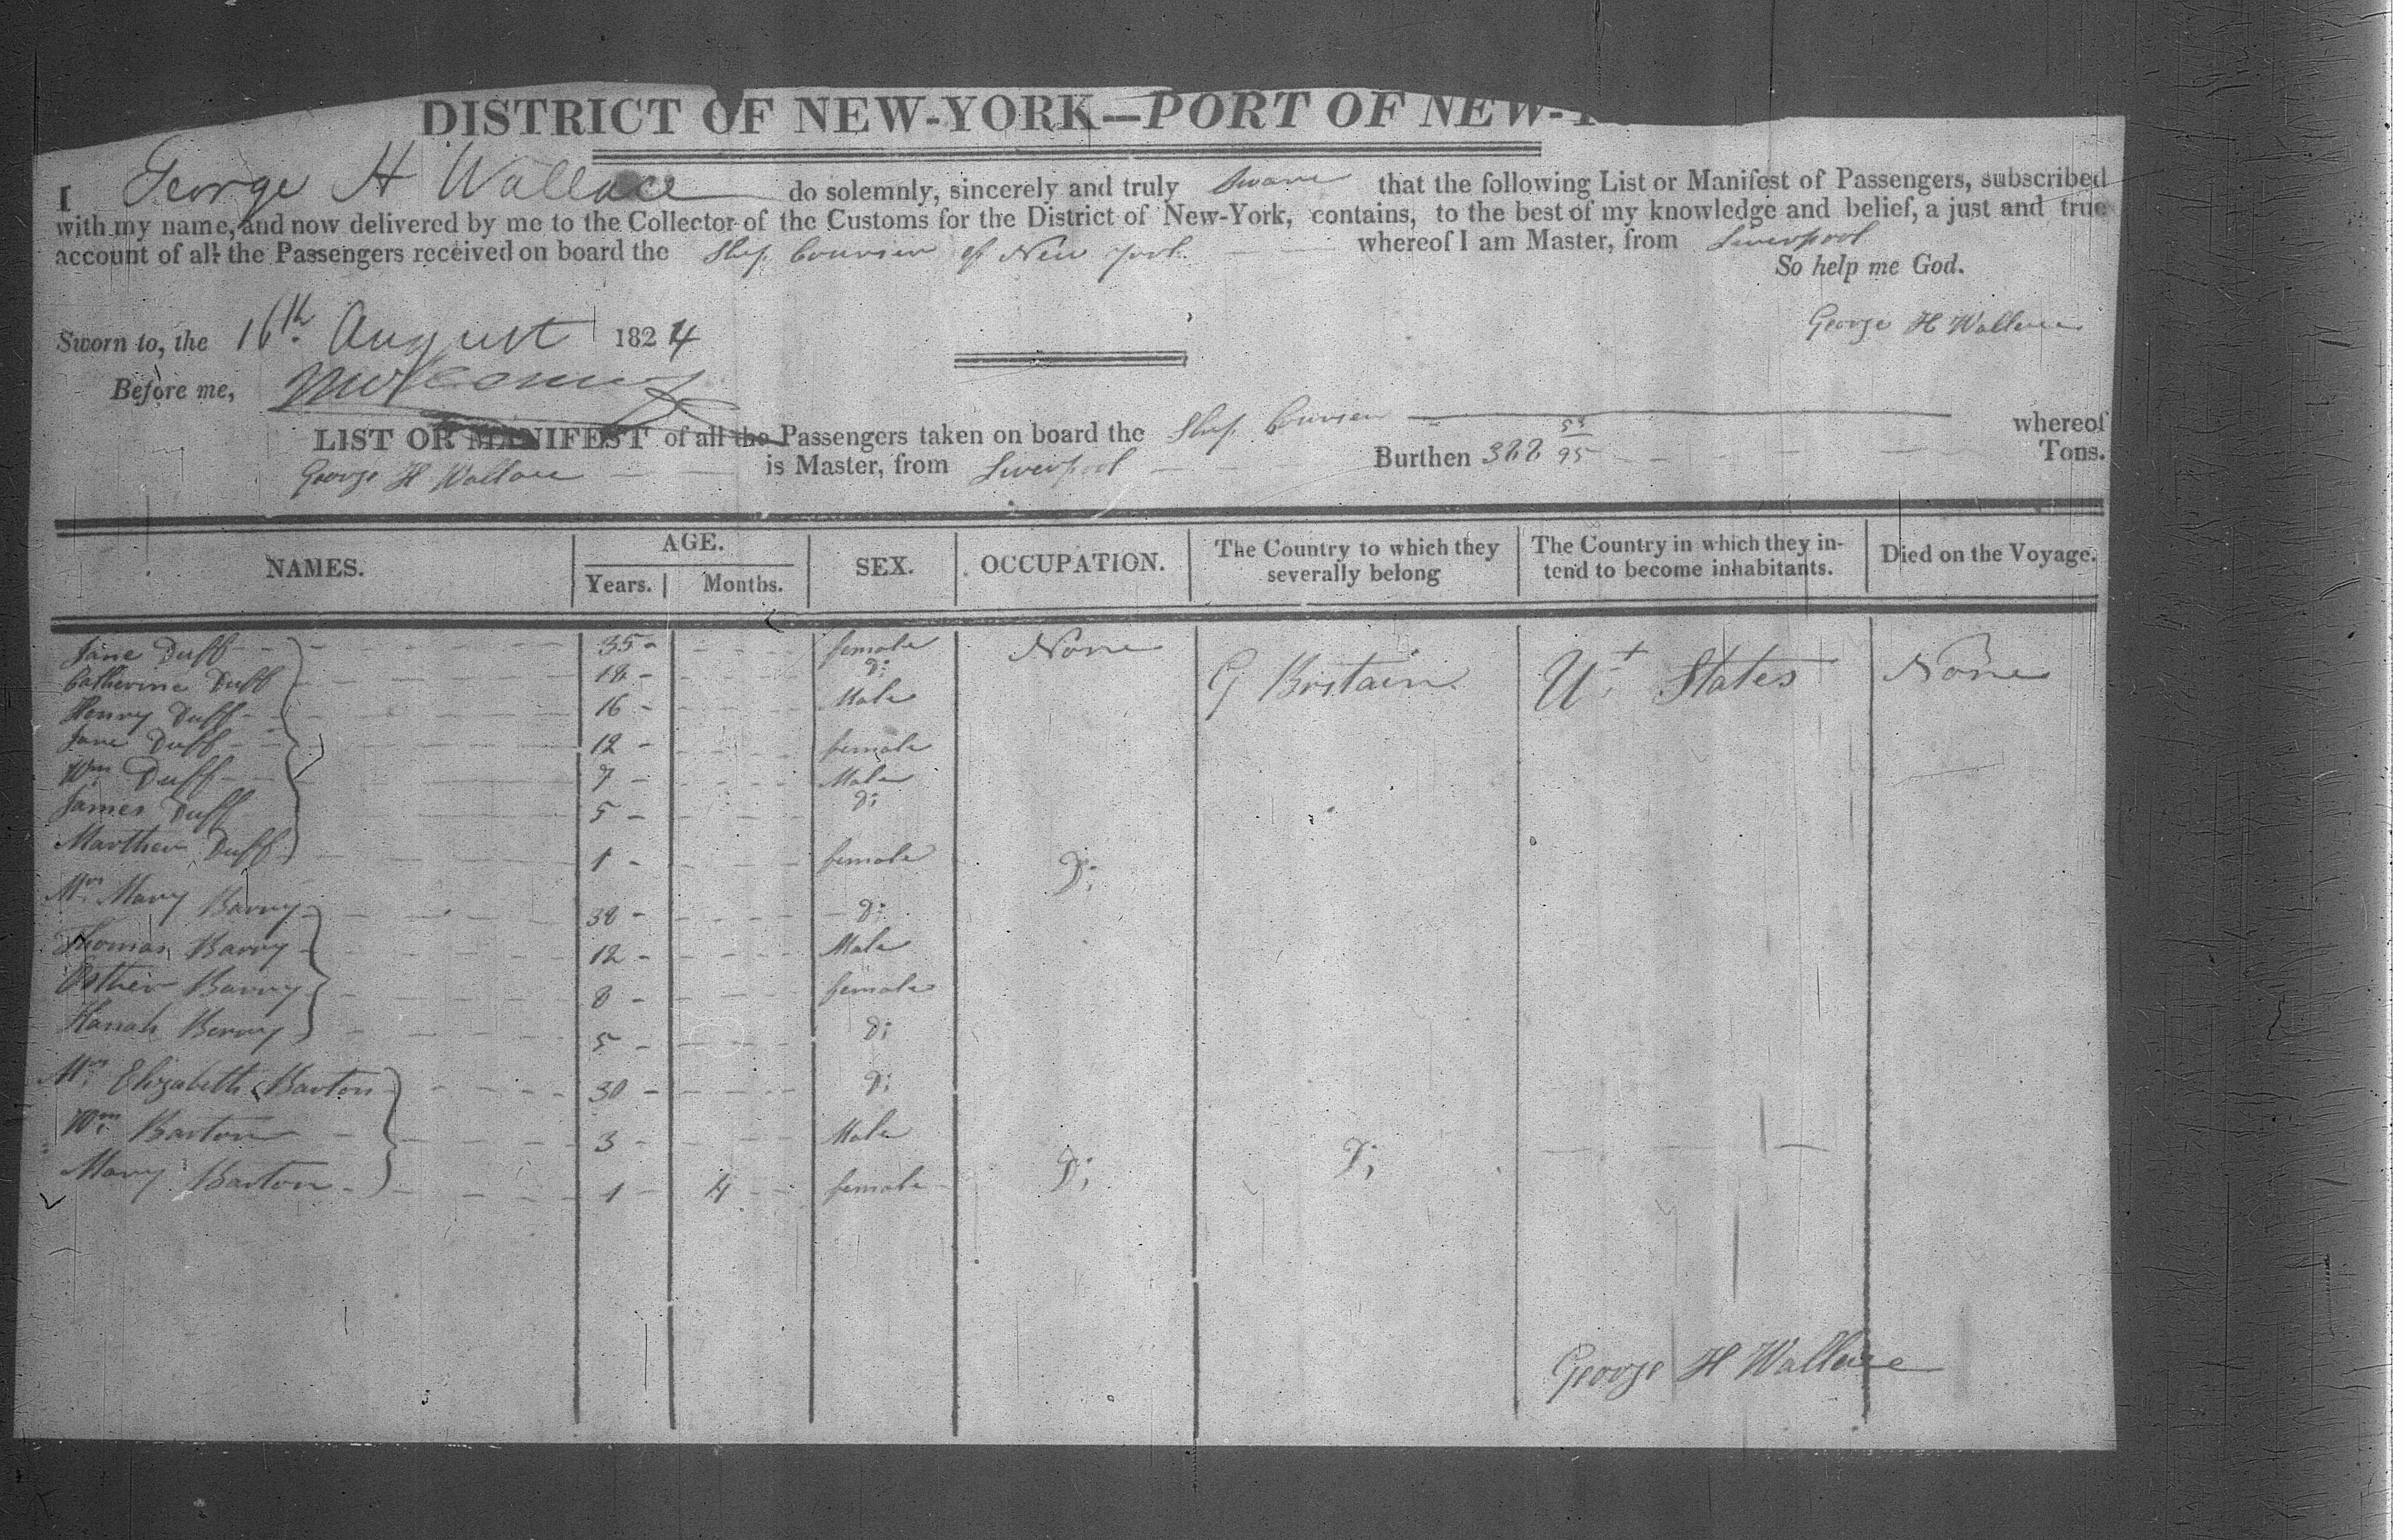 DISTRICT OF NEW-YORK—PORT OF NEW-
I George H Wallace do solemnly, sincerely and truly Sware that the following List or Manifest of Passengers, subscribed
with my name, and now delivered by me to the Collector of the Customs for the District of New-York, contains, to the best of my knowledge and belief, a just and true
account of all the Passengers received on board the Ship Courier of New York whereof I am Master, from Liverpool
So help me God.
George H Wallace
Sworn to, the 16th August 1824
Before me,
LIST OR MANIFEST of all the Passengers taken on board the Ship Courier whereof
George H Wallace is Master, from Liverpool Burthen 388 /95 Tons.
NAMES. AGE. Years. Months. SEX. OCCUPATION. The Country to which they severally belong The Country in which they intend to become inhabitants. Died on the Voyage.
Jane Duff 35 female None G Britain Ud States None
Catherine Duff 18 Do
Henry Duff 16 Male
Jane Duff 12 female
Wm Duff 7 Male
James Duff 5 Do
Marthew Duff 1 female Do
Mrs Mary Barry 38 Do
Thomas Barry 12 Male
Esther Barry 8 female
Hanah Berry 5 Do
Mrs Elizabeth Barton 30 Do
Wm Barton 3 Male
Mary Barton 1 4 female Do Do
George H Wallace